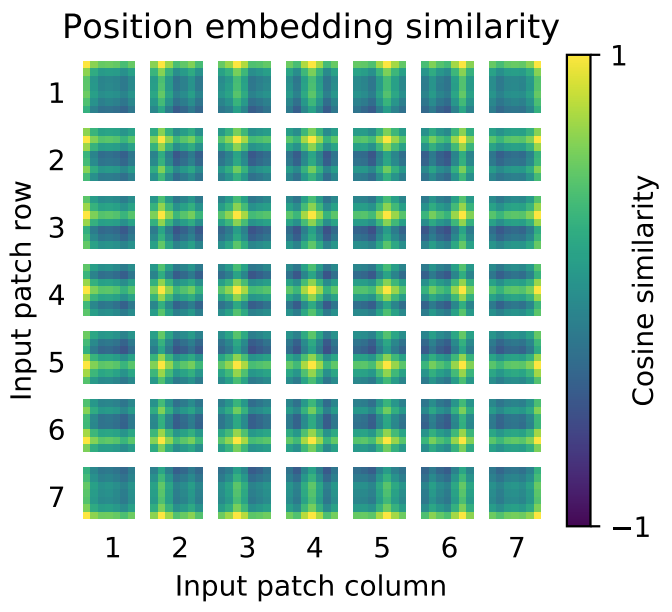 Position embedding similarity
1
2
3
4
5
6
7
Input patch row
1 2 3 4 5 6 7
Input patch column
1
−1
Cosine similarity